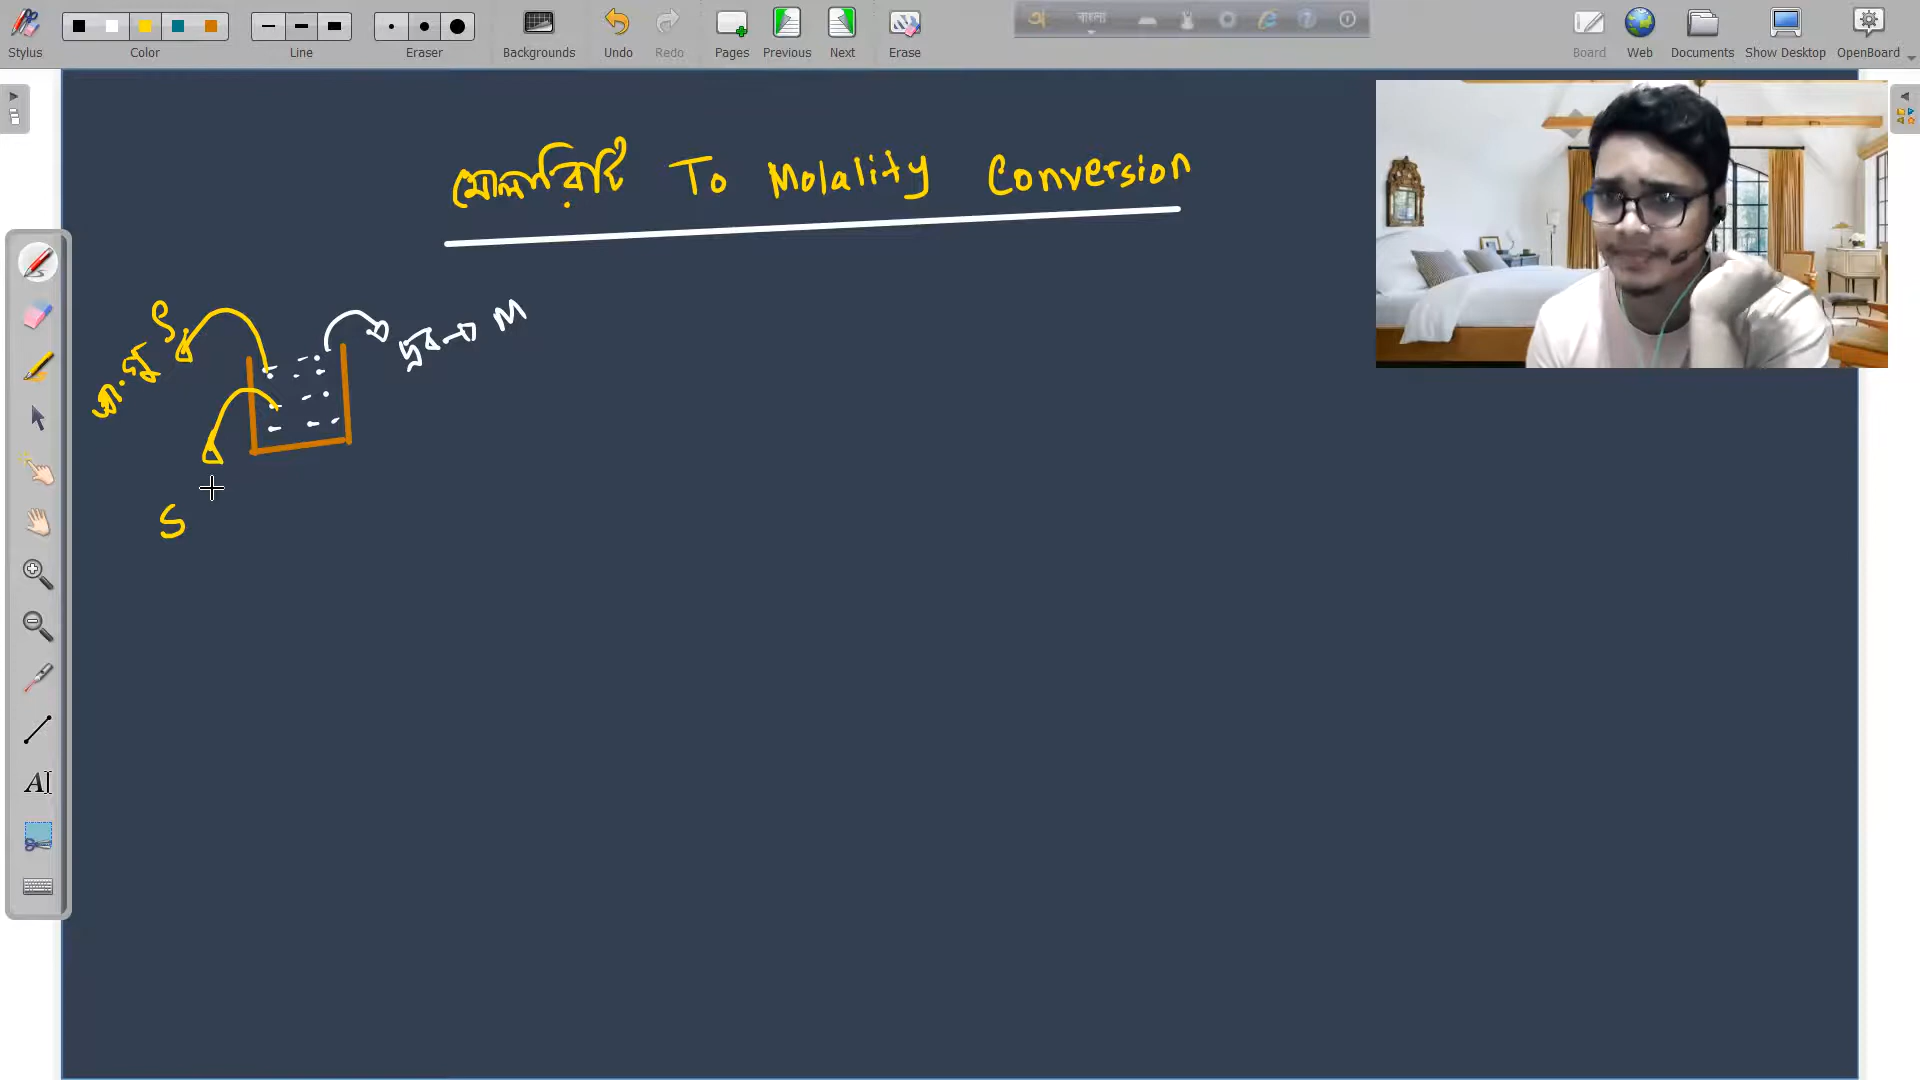 Stylus
Color
Line
Eraser
Backgrounds
Undo
Redo
Pages
Previous
Next
Erase
বাংলা
Board
Web
Documents
Show Desktop
OpenBoard
মোলারিটি To Molality Conversion
ρ
দ্রব → M
S